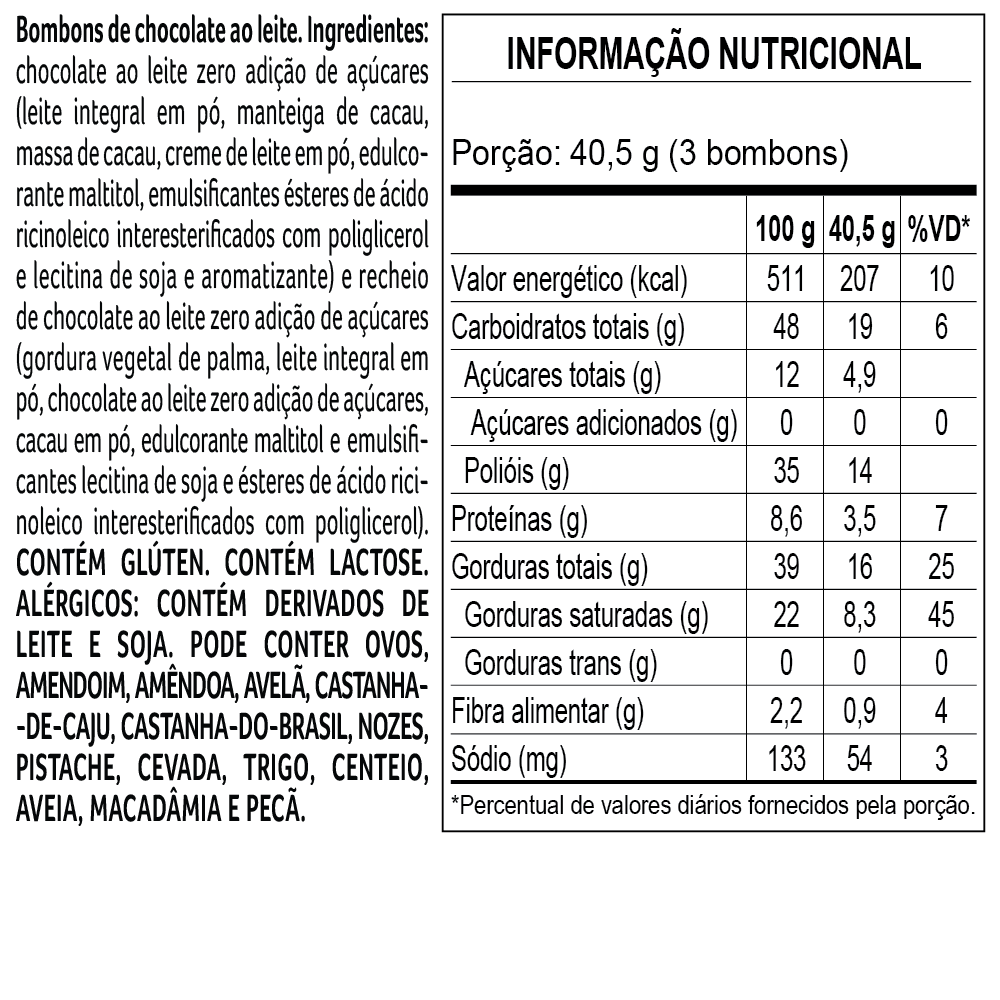 Bombons de chocolate ao leite. Ingredientes:
chocolate ao leite zero adição de açúcares
(leite integral em pó, manteiga de cacau,
massa de cacau, creme de leite em pó, edulco-
rante maltitol, emulsificantes ésteres de ácido
ricinoleico interesterificados com poliglicerol
e lecitina de soja e aromatizante) e recheio
de chocolate ao leite zero adição de açúcares
(gordura vegetal de palma, leite integral em
pó, chocolate ao leite zero adição de açúcares,
cacau em pó, edulcorante maltitol e emulsifi-
cantes lecitina de soja e ésteres de ácido rici-
noleico interesterificados com poliglicerol).
CONTÉM GLÚTEN. CONTÉM LACTOSE.
ALÉRGICOS: CONTÉM DERIVADOS DE
LEITE E SOJA. PODE CONTER OVOS,
AMENDOIM, AMÊNDOA, AVELÃ, CASTANHA-
-DE-CAJU, CASTANHA-DO-BRASIL, NOZES,
PISTACHE, CEVADA, TRIGO, CENTEIO,
AVEIA, MACADÂMIA E PECÃ.
INFORMAÇÃO NUTRICIONAL
Porção: 40,5 g (3 bombons)
100 g 40,5 g %VD*
Valor energético (kcal) 511 207 10
Carboidratos totais (g) 48 19 6
Açúcares totais (g) 12 4,9
Açúcares adicionados (g) 0 0 0
Polióis (g) 35 14
Proteínas (g) 8,6 3,5 7
Gorduras totais (g) 39 16 25
Gorduras saturadas (g) 22 8,3 45
Gorduras trans (g) 0 0 0
Fibra alimentar (g) 2,2 0,9 4
Sódio (mg) 133 54 3
*Percentual de valores diários fornecidos pela porção.